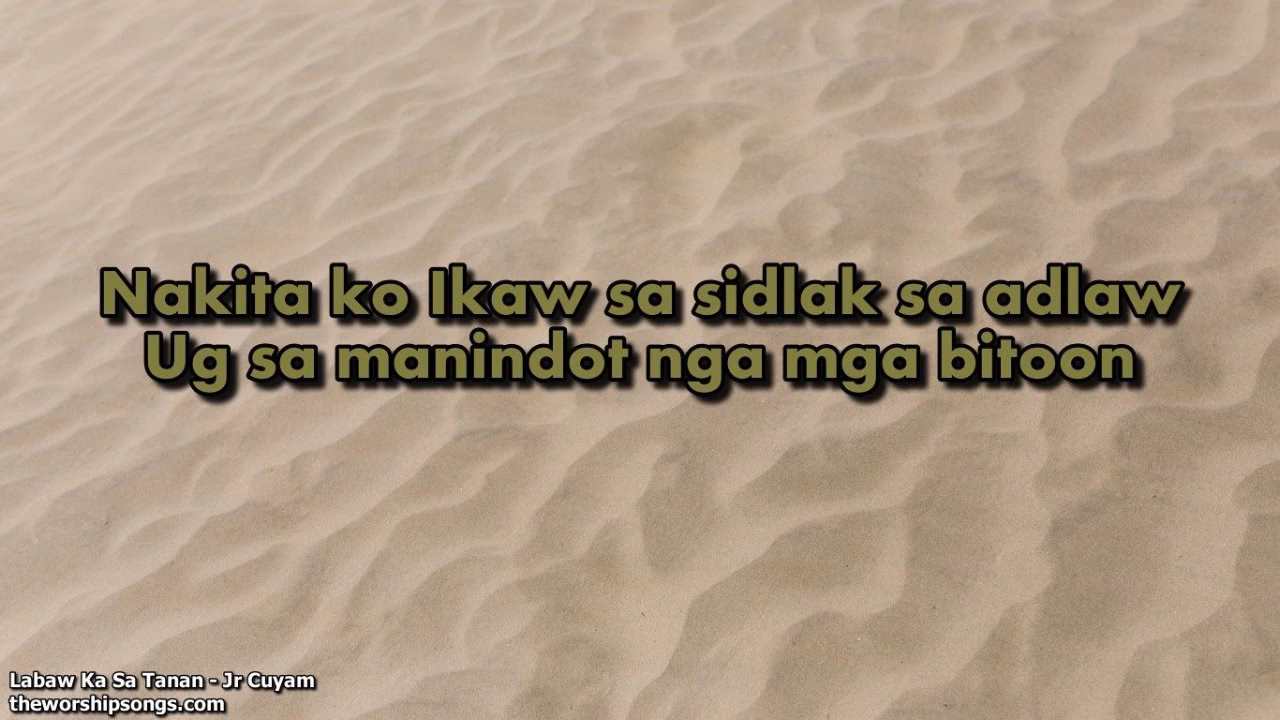 Nakita ko Ikaw sa sidlak sa adlaw
Ug sa manindot nga mga bitoon
Labaw Ka Sa Tanan - Jr Cuyam
theworshipsongs.com